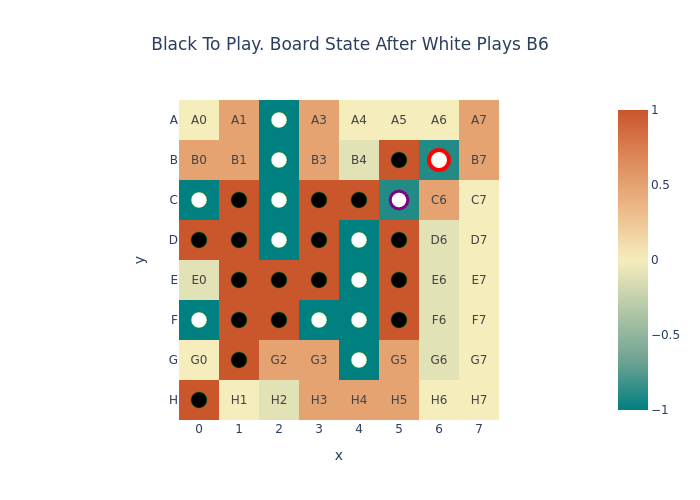 Black To Play. Board State After White Plays B6
A A0 A1 A3 A4 A5 A6 A7
B B0 B1 B3 B4 B7
C C6 C7
D D6 D7
E E0 E6 E7
F F6 F7
G G0 G2 G3 G5 G6 G7
H H1 H2 H3 H4 H5 H6 H7
0 1 2 3 4 5 6 7
x
y
1
0.5
0
−0.5
−1